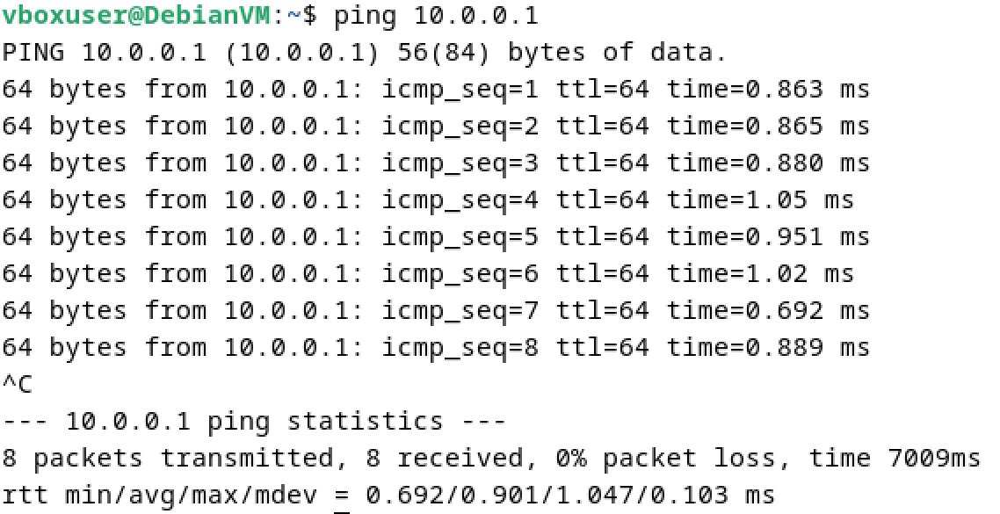 vboxuser@DebianVM:~$ ping 10.0.0.1
PING 10.0.0.1 (10.0.0.1) 56(84) bytes of data.
64 bytes from 10.0.0.1: icmp_seq=1 ttl=64 time=0.863 ms
64 bytes from 10.0.0.1: icmp_seq=2 ttl=64 time=0.865 ms
64 bytes from 10.0.0.1: icmp_seq=3 ttl=64 time=0.880 ms
64 bytes from 10.0.0.1: icmp_seq=4 ttl=64 time=1.05 ms
64 bytes from 10.0.0.1: icmp_seq=5 ttl=64 time=0.951 ms
64 bytes from 10.0.0.1: icmp_seq=6 ttl=64 time=1.02 ms
64 bytes from 10.0.0.1: icmp_seq=7 ttl=64 time=0.692 ms
64 bytes from 10.0.0.1: icmp_seq=8 ttl=64 time=0.889 ms
^C
--- 10.0.0.1 ping statistics ---
8 packets transmitted, 8 received, 0% packet loss, time 7009ms
rtt min/avg/max/mdev = 0.692/0.901/1.047/0.103 ms